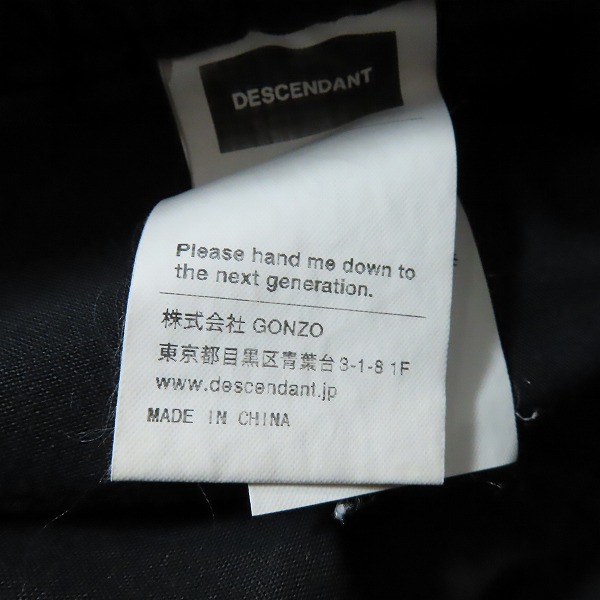 DESCENDANT
Please hand me down to
the next generation.
株式会社 GONZO
東京都目黒区青葉台3-1-8 1F
www.descendant.jp
MADE IN CHINA